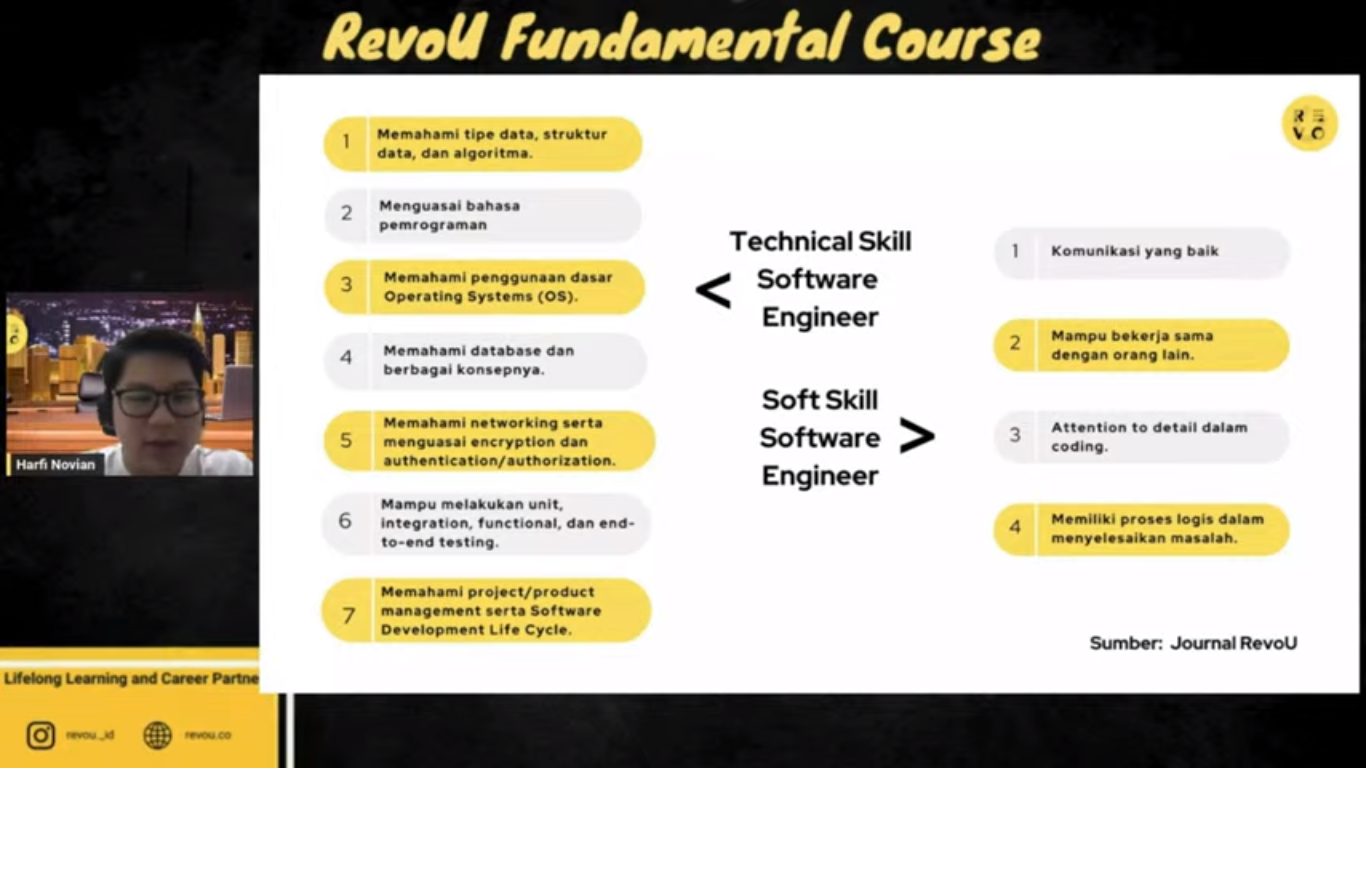 RevoU Fundamental Course
1
Memahami tipe data, struktur
data, dan algoritma.
2
Menguasai bahasa
pemrograman
3
Memahami penggunaan dasar
Operating Systems (OS).
4
Memahami database dan
berbagai konsepnya.
5
Memahami networking serta
menguasai encryption dan
authentication/authorization.
6
Mampu melakukan unit,
integration, functional, dan end-
to-end testing.
7
Memahami project/product
management serta Software
Development Life Cycle.
<
Technical Skill
Software
Engineer
Soft Skill
Software
Engineer
>
1
Komunikasi yang baik
2
Mampu bekerja sama
dengan orang lain.
3
Attention to detail dalam
coding.
4
Memiliki proses logis dalam
menyelesaikan masalah.
Sumber: Journal RevoU
Harfi Novian
Lifelong Learning and Career Partne
revou_id
revou.co